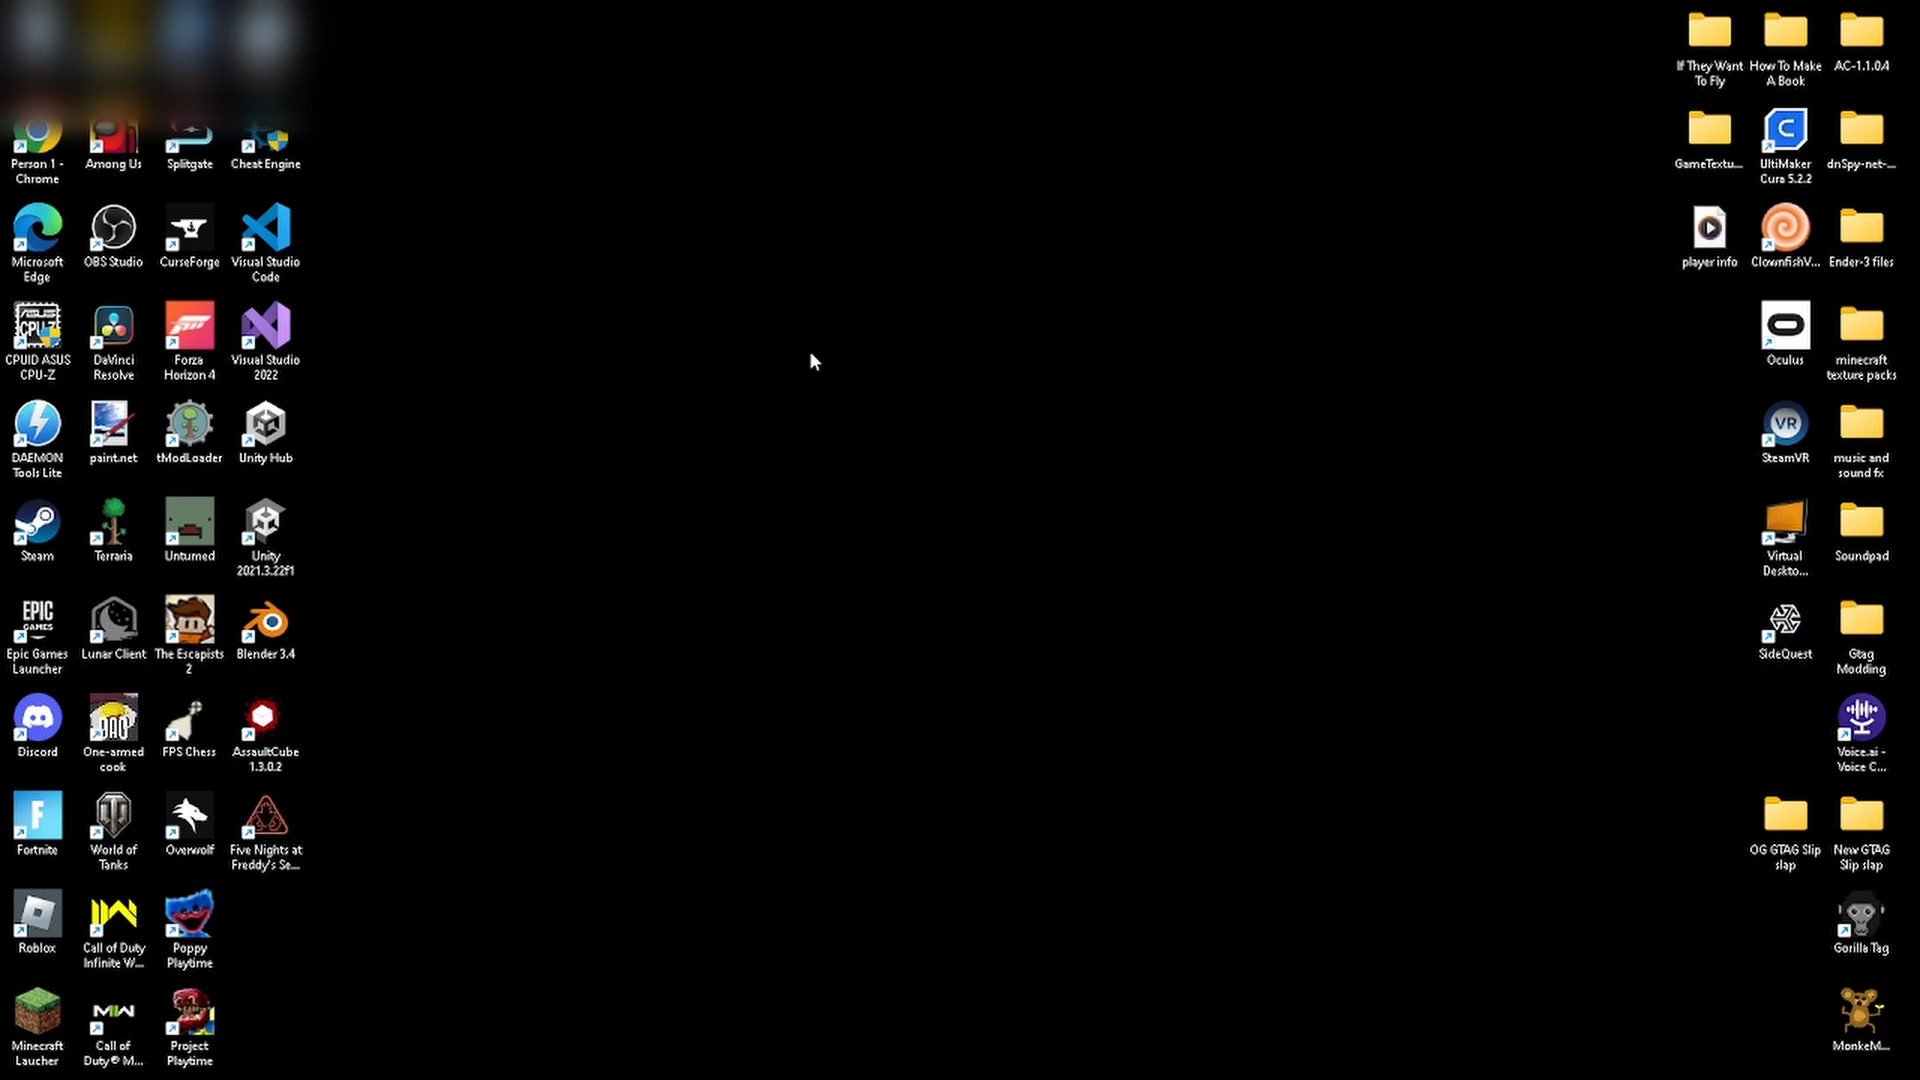 If They Want
To Fly
How To Make
A Book
AC-1.1.0.4
Person 1 -
Chrome
Among Us
Splitgate
Cheat Engine
GameTextu...
UltiMaker
Cura 5.2.2
dnSpy-net-...
Microsoft
Edge
OBS Studio
CurseForge
Visual Studio
Code
player info
ClownfishV...
Ender-3 files
ASUS
CPU-Z
CPUID ASUS
CPU-Z
DaVinci
Resolve
Forza
Horizon 4
Visual Studio
2022
Oculus
minecraft
texture packs
DAEMON
Tools Lite
paint.net
tModLoader
Unity Hub
VR
SteamVR
music and
sound fx
Steam
Terraria
Unturned
Unity
2021.3.22f1
Virtual
Deskto...
Soundpad
EPIC
GAMES
Epic Games
Launcher
Lunar Client
The Escapists
2
Blender 3.4
SideQuest
Gtag
Modding
Discord
One-armed
cook
FPS Chess
AssaultCube
1.3.0.2
Voice.ai -
Voice C...
Fortnite
World of
Tanks
Overwolf
Five Nights at
Freddy's Se...
OG GTAG Slip
slap
New GTAG
Slip slap
Roblox
Call of Duty
Infinite W...
Poppy
Playtime
Gorilla Tag
Minecraft
Laucher
MW
Call of
Duty® M...
Project
Playtime
MonkeM...